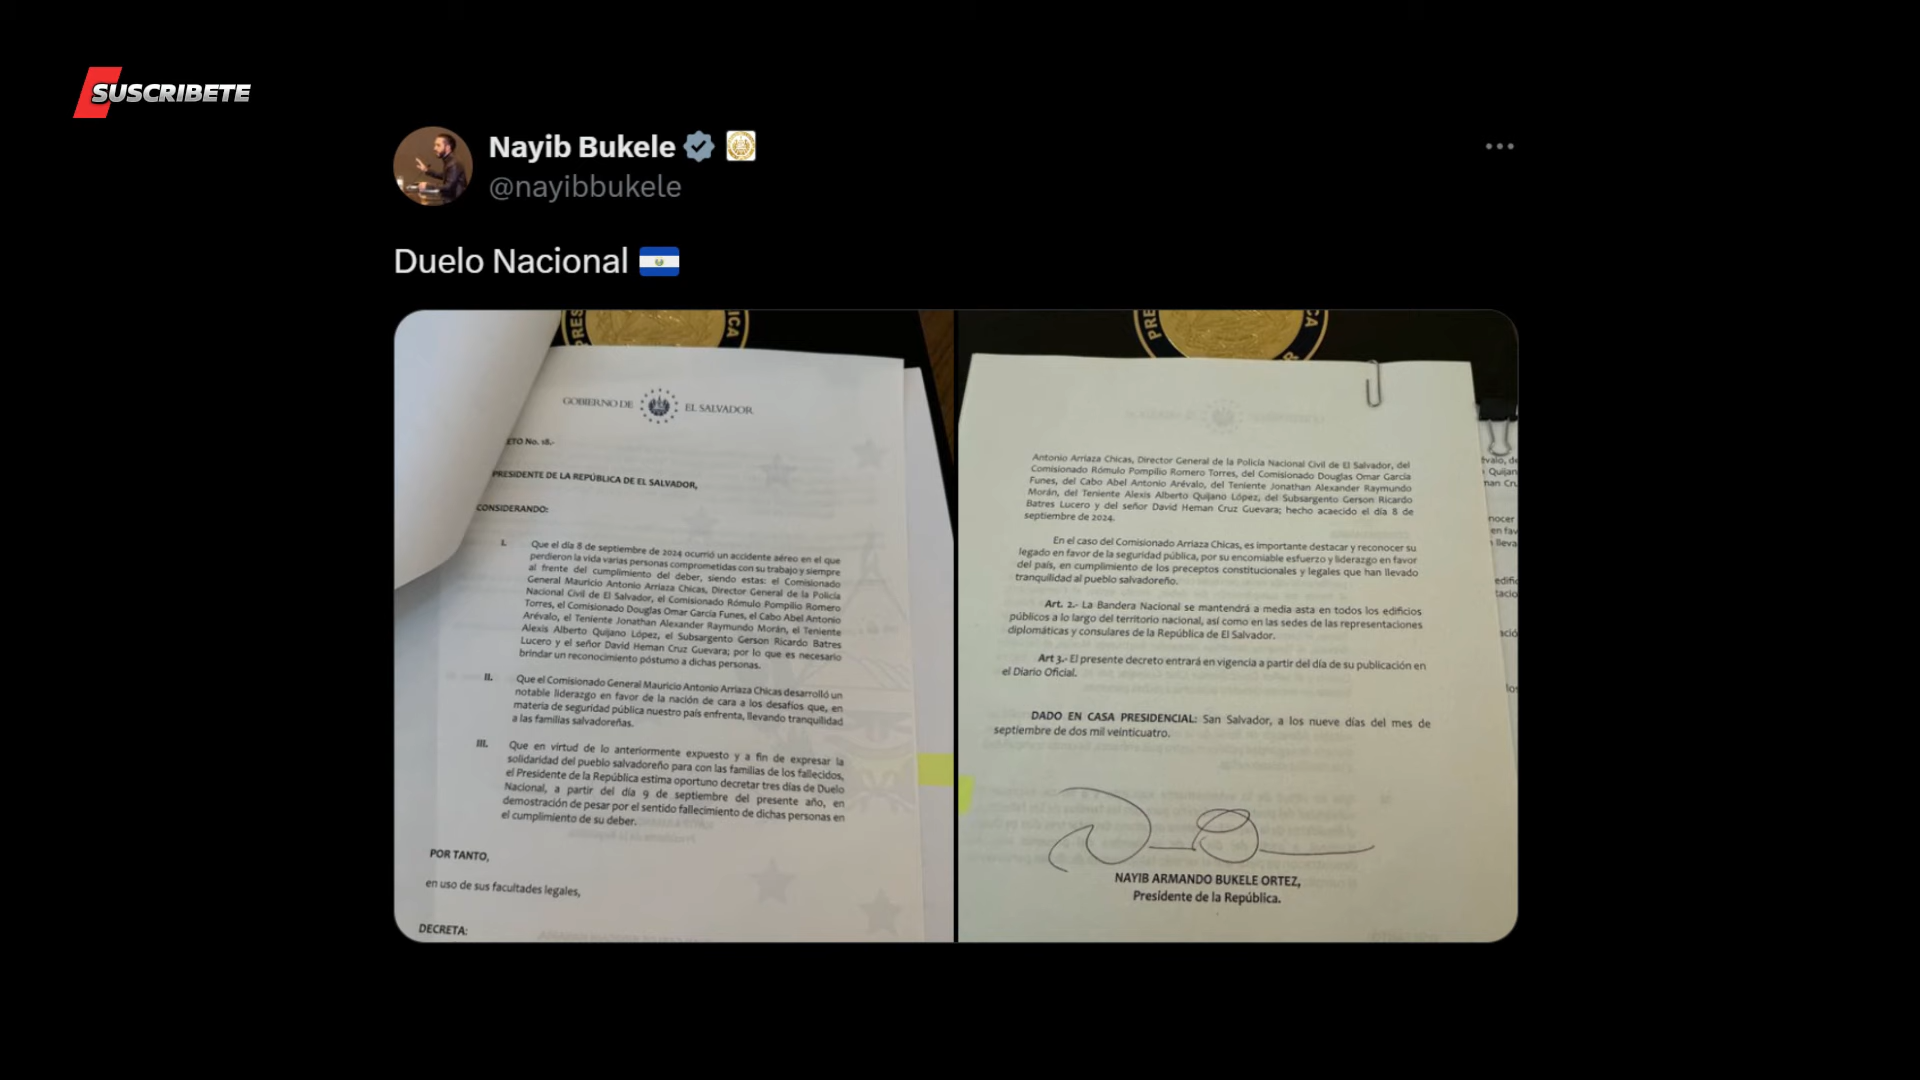 SUSCRIBETE
Nayib Bukele
@nayibbukele
Duelo Nacional
PRES
ICA
GOBIERNO DE EL SALVADOR
ETO No. 18.-
PRESIDENTE DE LA REPÚBLICA DE EL SALVADOR,
CONSIDERANDO:
I. Que el día 8 de septiembre de 2024 ocurrió un accidente aéreo en el que
perdieron la vida varias personas comprometidas con su trabajo y siempre
al frente del cumplimiento del deber, siendo estas: el Comisionado
General Mauricio Antonio Arriaza Chicas, Director General de la Policía
Nacional Civil de El Salvador, el Comisionado Rómulo Pompilio Romero
Torres, el Comisionado Douglas Omar García Funes, el Cabo Abel Antonio
Arévalo, el Teniente Jonathan Alexander Raymundo Morán, el Teniente
Alexis Alberto Quijano López, el Subsargento Gerson Ricardo Batres
Lucero y el señor David Heman Cruz Guevara; por lo que es necesario
brindar un reconocimiento póstumo a dichas personas.
II. Que el Comisionado General Mauricio Antonio Arriaza Chicas desarrolló un
notable liderazgo en favor de la nación de cara a los desafíos que, en
materia de seguridad pública nuestro país enfrenta, llevando tranquilidad
a las familias salvadoreñas.
III. Que en virtud de lo anteriormente expuesto y a fin de expresar la
solidaridad del pueblo salvadoreño para con las familias de los fallecidos,
el Presidente de la República estima oportuno decretar tres días de Duelo
Nacional, a partir del día 9 de septiembre del presente año, en
demostración de pesar por el sentido fallecimiento de dichas personas en
el cumplimiento de su deber.
POR TANTO,
en uso de sus facultades legales,
DECRETA:
PRE
CA
Antonio Arriaza Chicas, Director General de la Policía Nacional Civil de El Salvador, del
Comisionado Rómulo Pompilio Romero Torres, del Comisionado Douglas Omar García
Funes, del Cabo Abel Antonio Arévalo, del Teniente Jonathan Alexander Raymundo
Morán, del Teniente Alexis Alberto Quijano López, del Subsargento Gerson Ricardo
Batres Lucero y del señor David Heman Cruz Guevara; hecho acaecido el día 8 de
septiembre de 2024.
En el caso del Comisionado Arriaza Chicas, es importante destacar y reconocer su
legado en favor de la seguridad pública, por su encomiable esfuerzo y liderazgo en favor
del país, en cumplimiento de los preceptos constitucionales y legales que han llevado
tranquilidad al pueblo salvadoreño.
Art. 2.- La Bandera Nacional se mantendrá a media asta en todos los edificios
públicos a lo largo del territorio nacional, así como en las sedes de las representaciones
diplomáticas y consulares de la República de El Salvador.
Art 3.- El presente decreto entrará en vigencia a partir del día de su publicación en
el Diario Oficial.
DADO EN CASA PRESIDENCIAL: San Salvador, a los nueve días del mes de
septiembre de dos mil veinticuatro.
NAYIB ARMANDO BUKELE ORTEZ,
Presidente de la República.